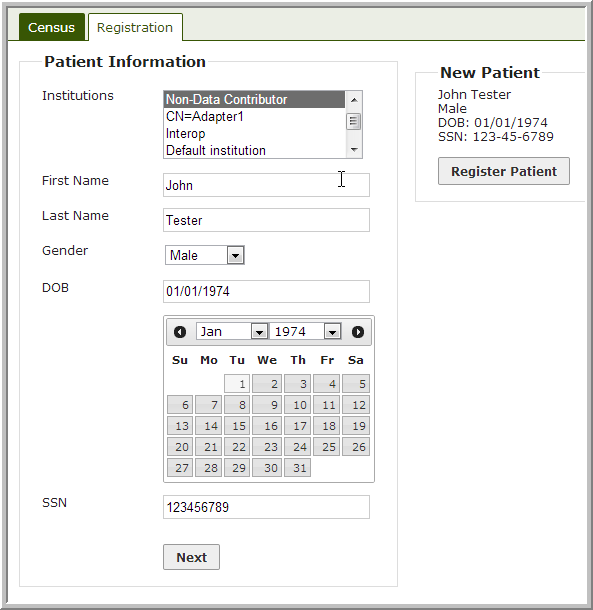 Census Registration
Patient Information
Institutions
Non-Data Contributor
CN=Adapter1
Interop
Default institution
First Name John
Last Name Tester
Gender Male
DOB 01/01/1974
Jan 1974
Su Mo Tu We Th Fr Sa
1 2 3 4 5
6 7 8 9 10 11 12
13 14 15 16 17 18 19
20 21 22 23 24 25 26
27 28 29 30 31
SSN 123456789
Next
New Patient
John Tester
Male
DOB: 01/01/1974
SSN: 123-45-6789
Register Patient